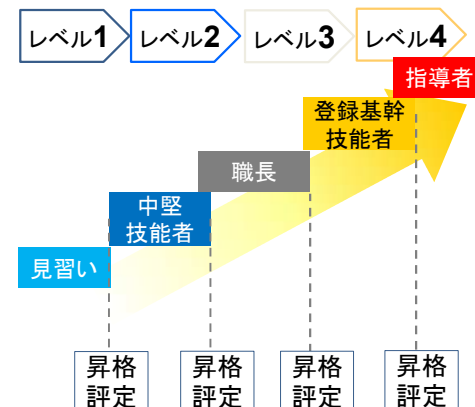 レベル1
レベル2
レベル3
レベル4
指導者
登録基幹
技能者
職長
中堅
技能者
見習い
昇格
評定
昇格
評定
昇格
評定
昇格
評定